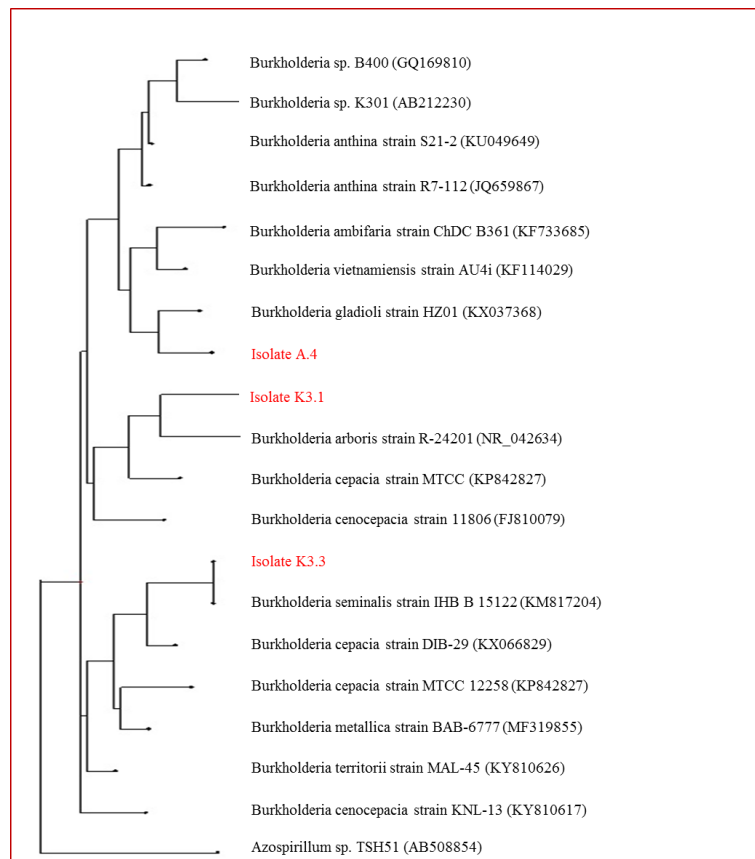 Burkholderia sp. B400 (GQ169810)
Burkholderia sp. K301 (AB212230)
Burkholderia anthina strain S21-2 (KU049649)
Burkholderia anthina strain R7-112 (JQ659867)
Burkholderia ambifaria strain ChDC B361 (KF733685)
Burkholderia vietnamiensis strain AU4i (KF114029)
Burkholderia gladioli strain HZ01 (KX037368)
Isolate A.4
Isolate K3.1
Burkholderia arboris strain R-24201 (NR_042634)
Burkholderia cepacia strain MTCC (KP842827)
Burkholderia cenocepacia strain 11806 (FJ810079)
Isolate K3.3
Burkholderia seminalis strain IHB B 15122 (KM817204)
Burkholderia cepacia strain DIB-29 (KX066829)
Burkholderia cepacia strain MTCC 12258 (KP842827)
Burkholderia metallica strain BAB-6777 (MF319855)
Burkholderia territorii strain MAL-45 (KY810626)
Burkholderia cenocepacia strain KNL-13 (KY810617)
Azospirillum sp. TSH51 (AB508854)